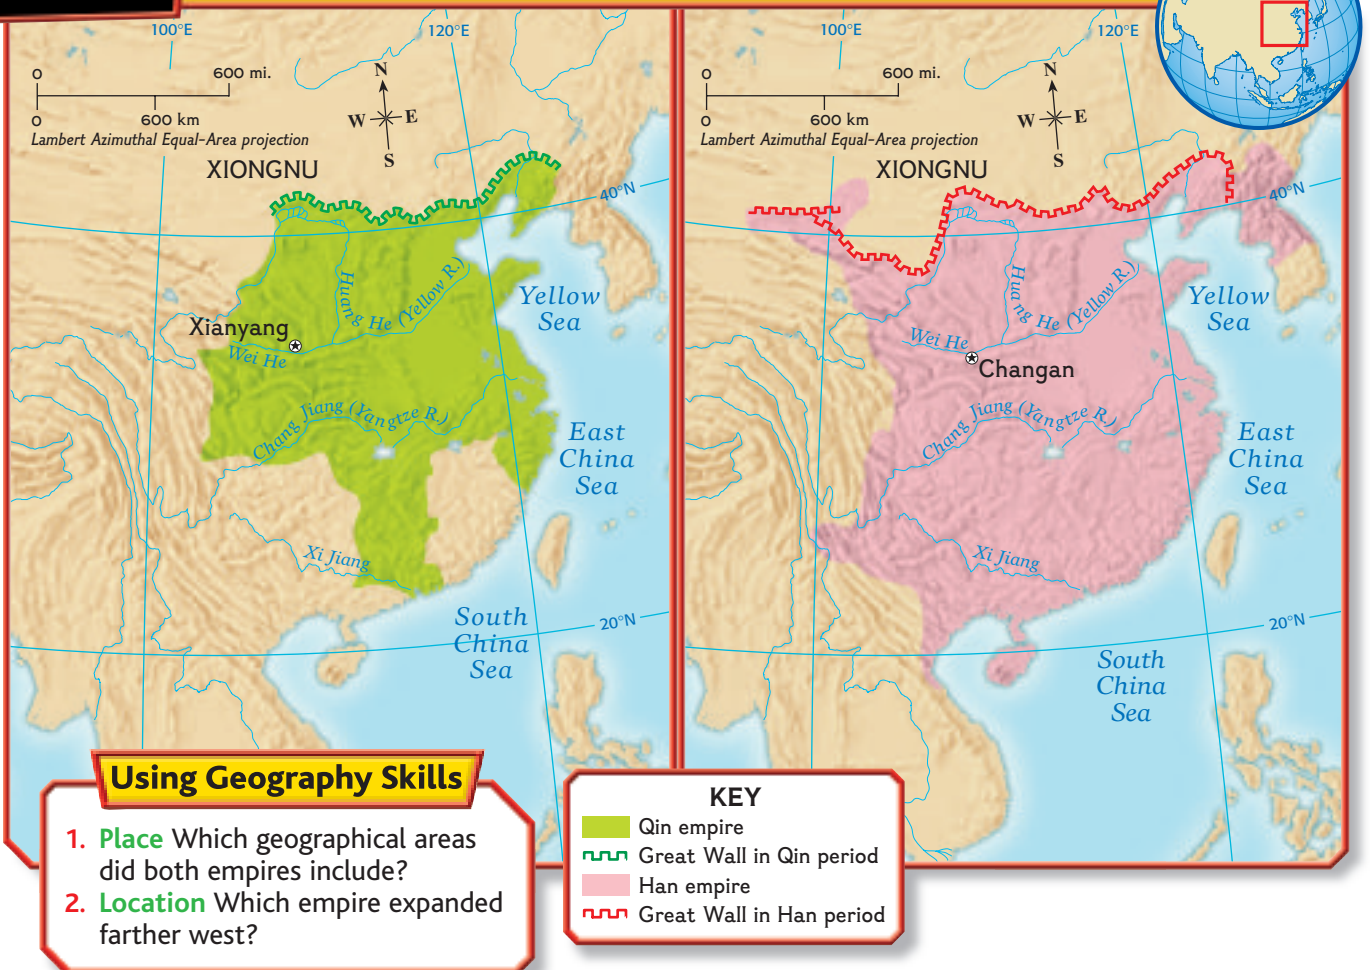 100°E
120°E
0
600 mi.
0
600 km
Lambert Azimuthal Equal-Area projection
N
W
E
S
XIONGNU
40°N
Huang He (Yellow R.)
Yellow
Sea
Xianyang
Wei He
Chang Jiang (Yangtze R.)
East
China
Sea
Xi Jiang
South
China
Sea
20°N
100°E
120°E
0
600 mi.
0
600 km
Lambert Azimuthal Equal-Area projection
N
W
E
S
XIONGNU
40°N
Huang He (Yellow R.)
Yellow
Sea
Wei He
Changan
Chang Jiang (Yangtze R.)
East
China
Sea
Xi Jiang
20°N
South
China
Sea
Using Geography Skills
1. Place Which geographical areas
did both empires include?
2. Location Which empire expanded
farther west?
KEY
Qin empire
Great Wall in Qin period
Han empire
Great Wall in Han period